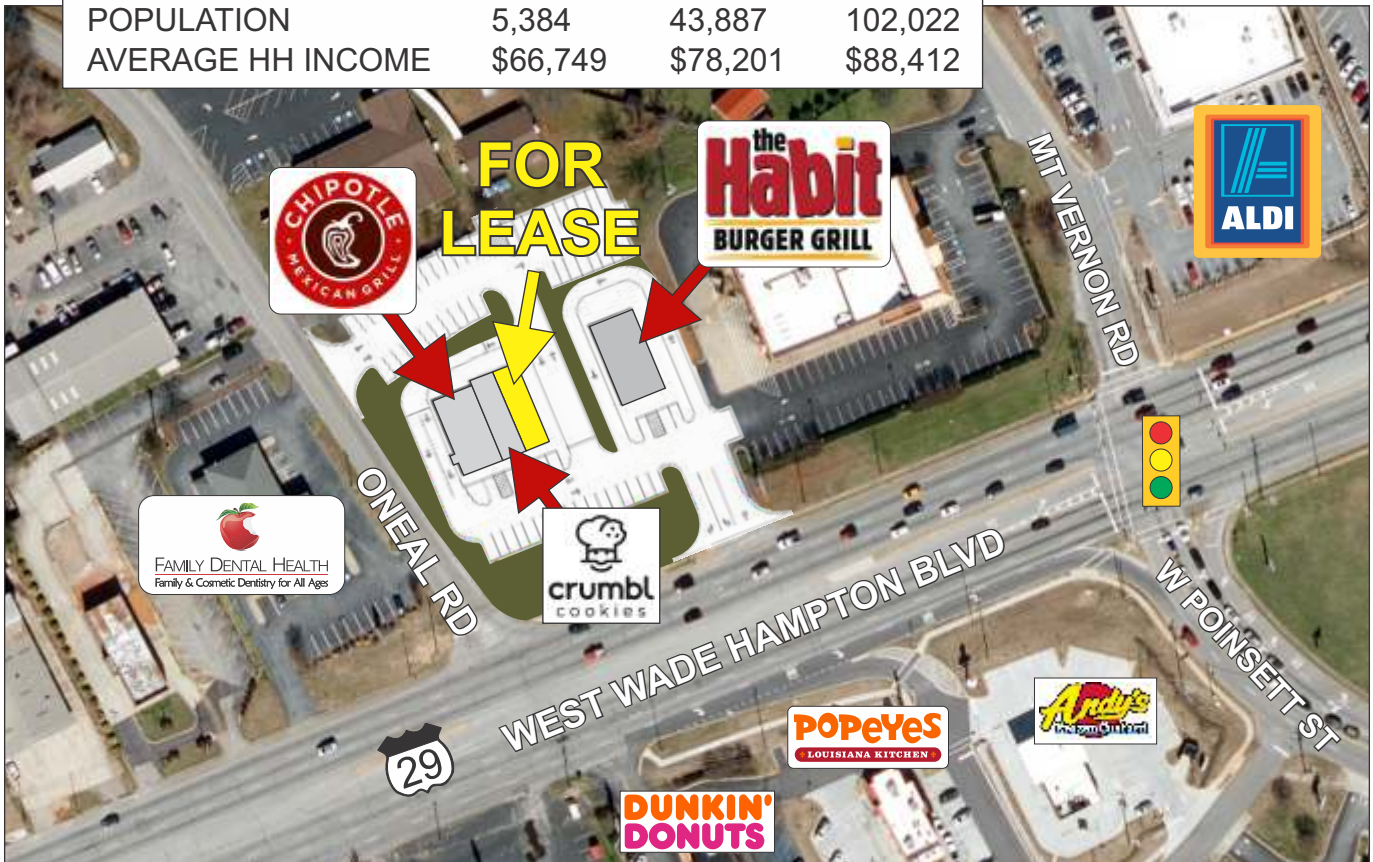 POPULATION 5,384 43,887 102,022
AVERAGE HH INCOME $66,749 $78,201 $88,412
FOR
LEASE
CHIPOTLE
MEXICAN GRILL
the
Habit
BURGER GRILL
MT VERNON RD
ALDI
FAMILY DENTAL HEALTH
Family & Cosmetic Dentistry for All Ages
ONEAL RD
crumbl
cookies
WEST WADE HAMPTON BLVD
W POINSETT ST
29
POPEYES
LOUISIANA KITCHEN
Andy's
Frozen Custard
DUNKIN'
DONUTS